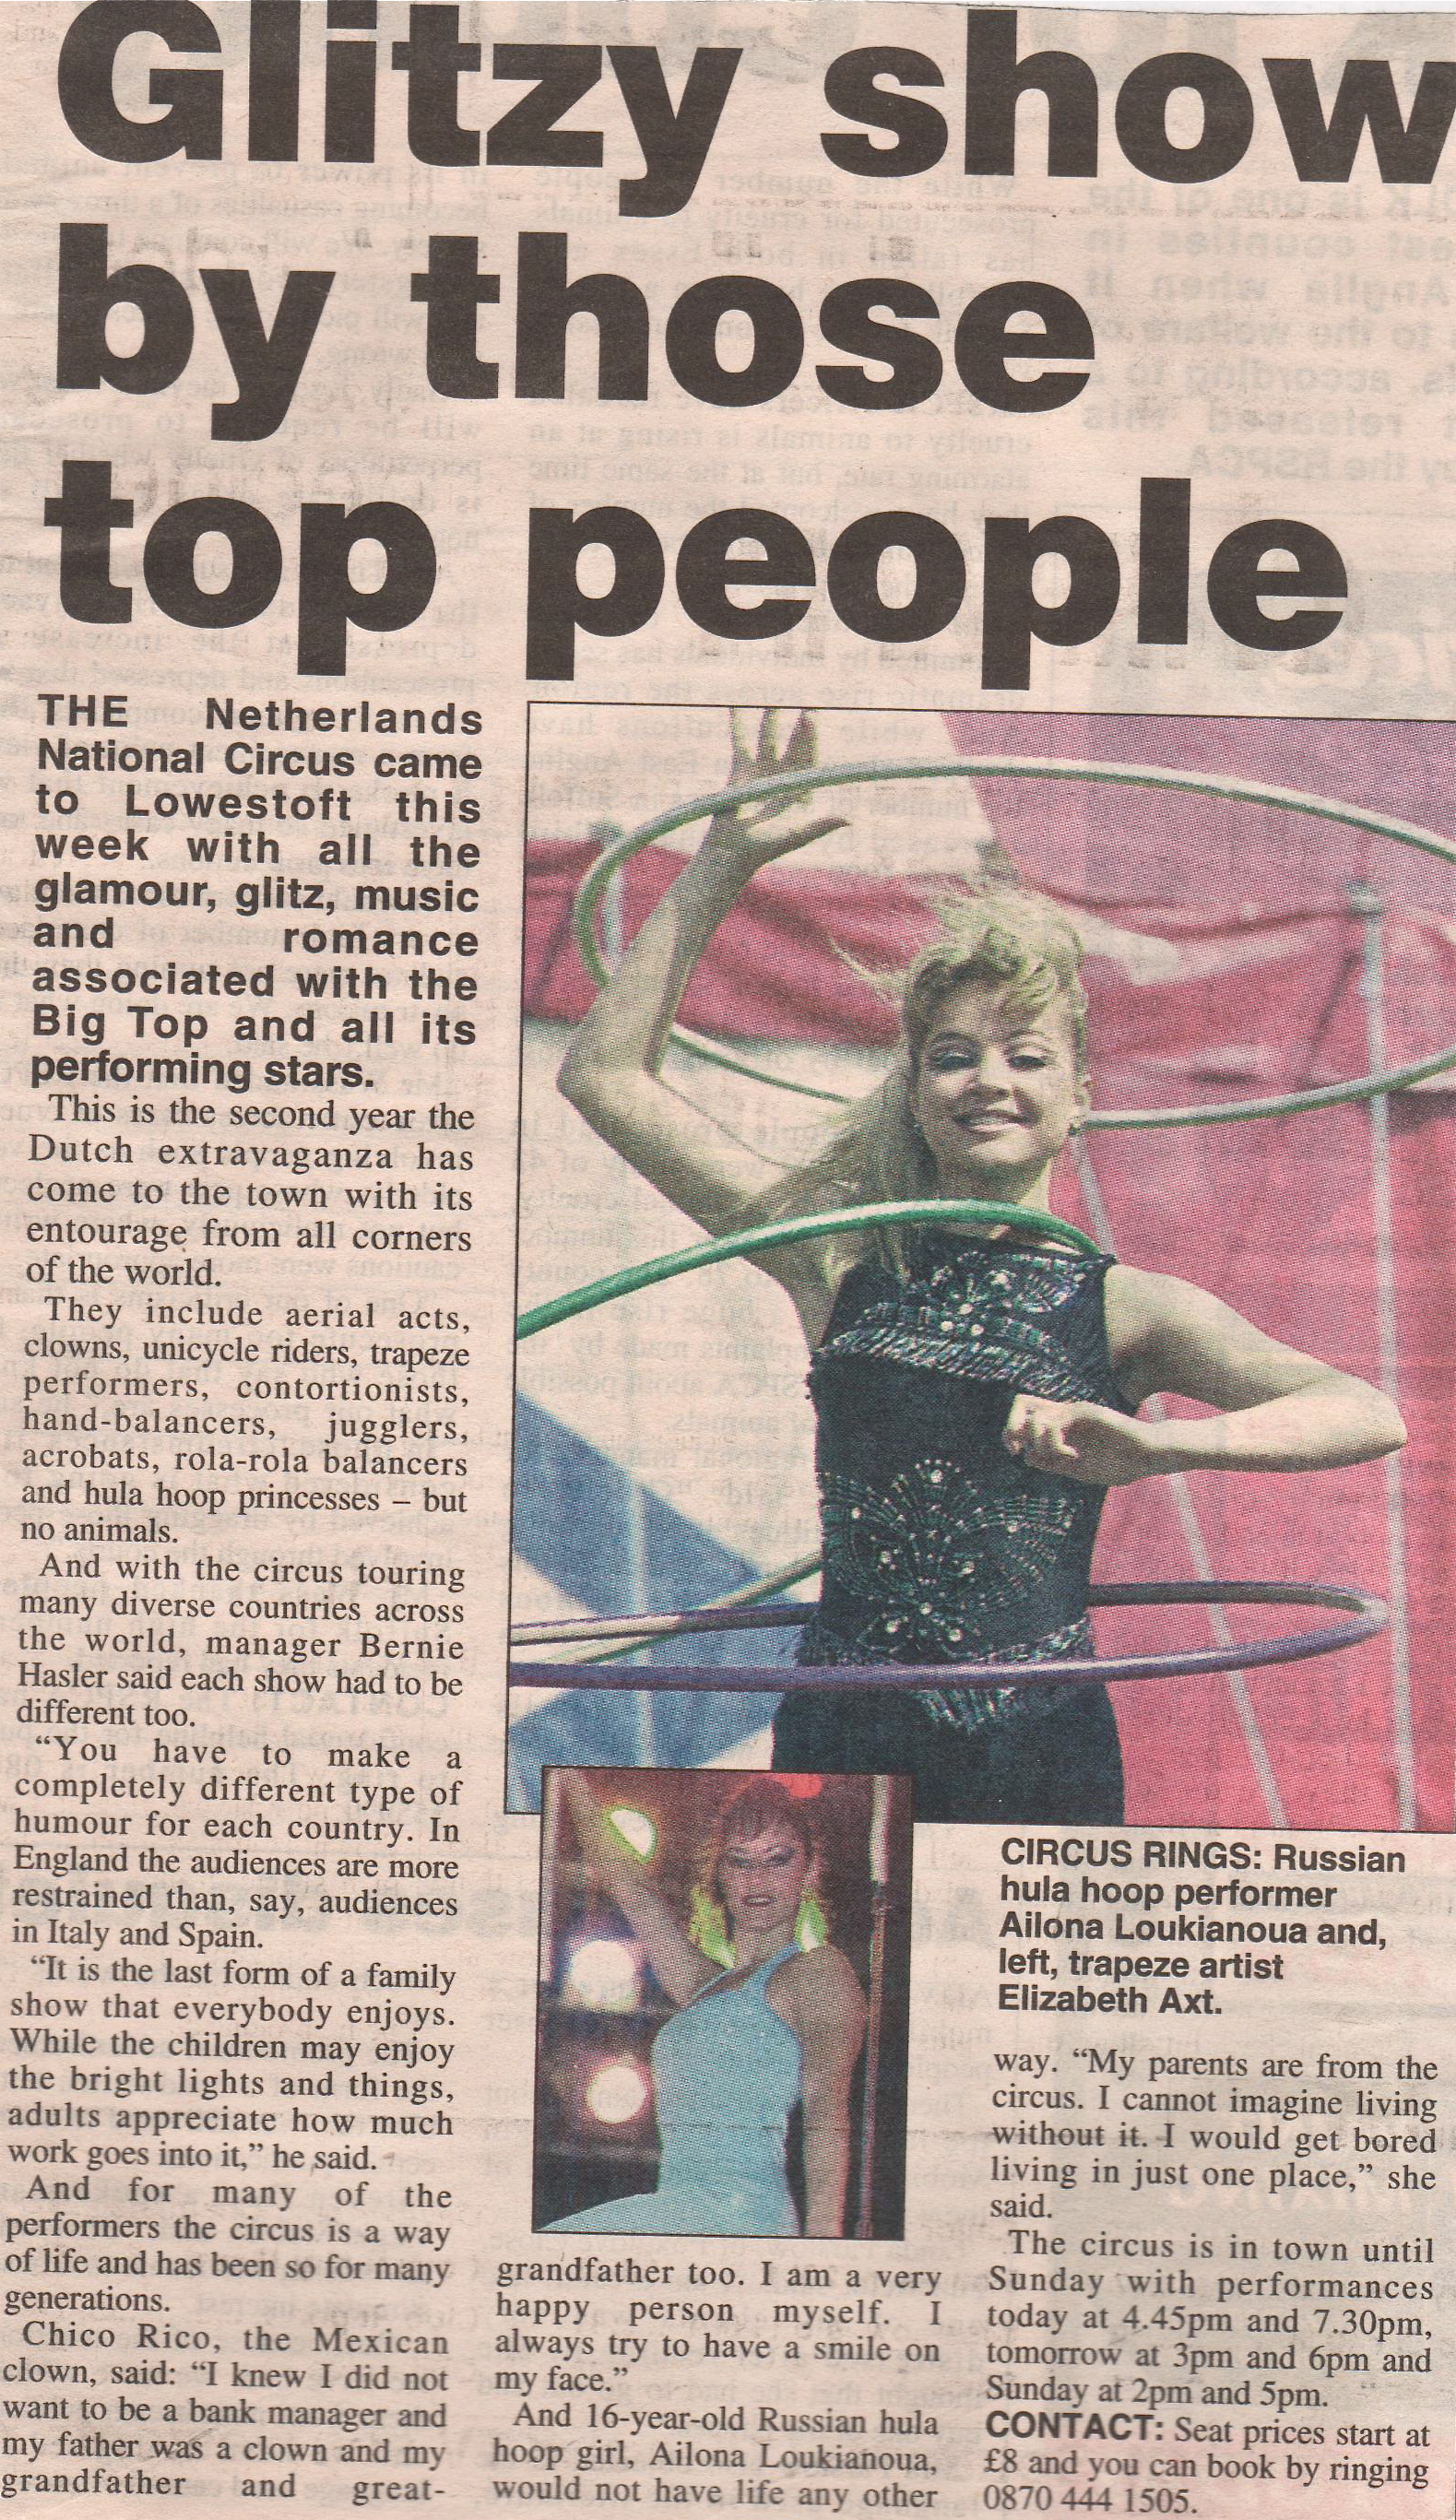 Glitzy show
by those
top people
THE Netherlands
National Circus came
to Lowestoft this
week with all the
glamour, glitz, music
and romance
associated with the
Big Top and all its
performing stars.
This is the second year the
Dutch extravaganza has
come to the town with its
entourage from all corners
of the world.
They include aerial acts,
clowns, unicycle riders, trapeze
performers, contortionists,
hand-balancers, jugglers,
acrobats, rola-rola balancers
and hula hoop princesses – but
no animals.
And with the circus touring
many diverse countries across
the world, manager Bernie
Hasler said each show had to be
different too.
“You have to make a
completely different type of
humour for each country. In
England the audiences are more
restrained than, say, audiences
in Italy and Spain.
“It is the last form of a family
show that everybody enjoys.
While the children may enjoy
the bright lights and things,
adults appreciate how much
work goes into it,” he said.
And for many of the
performers the circus is a way
of life and has been so for many
generations.
Chico Rico, the Mexican
clown, said: “I knew I did not
want to be a bank manager and
my father was a clown and my
grandfather and great-
grandfather too. I am a very
happy person myself. I
always try to have a smile on
my face.”
And 16-year-old Russian hula
hoop girl, Ailona Loukianoua,
would not have life any other
CIRCUS RINGS: Russian
hula hoop performer
Ailona Loukianoua and,
left, trapeze artist
Elizabeth Axt.
way. “My parents are from the
circus. I cannot imagine living
without it. I would get bored
living in just one place,” she
said.
The circus is in town until
Sunday with performances
today at 4.45pm and 7.30pm,
tomorrow at 3pm and 6pm and
Sunday at 2pm and 5pm.
CONTACT: Seat prices start at
£8 and you can book by ringing
0870 444 1505.